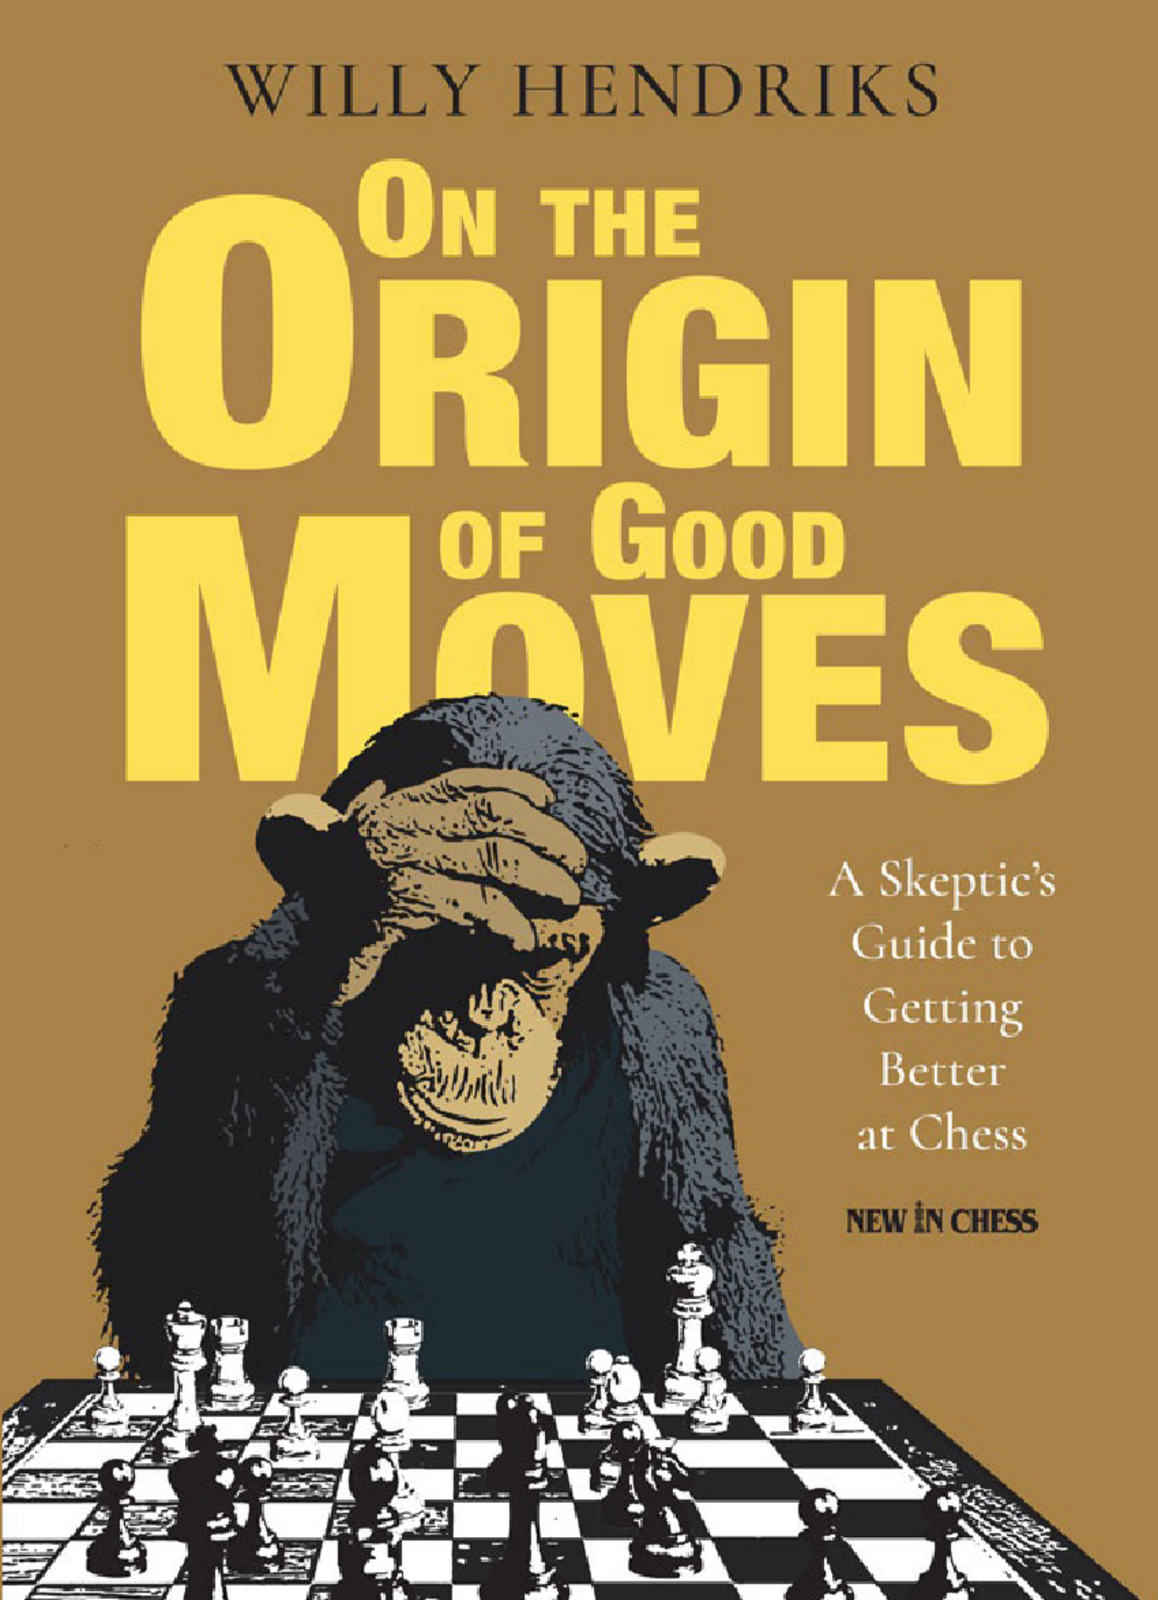 WILLY HENDRIKS
ON THE
ORIGIN
OF GOOD
MOVES
A Skeptic's
Guide to
Getting
Better
at Chess
NEW IN CHESS